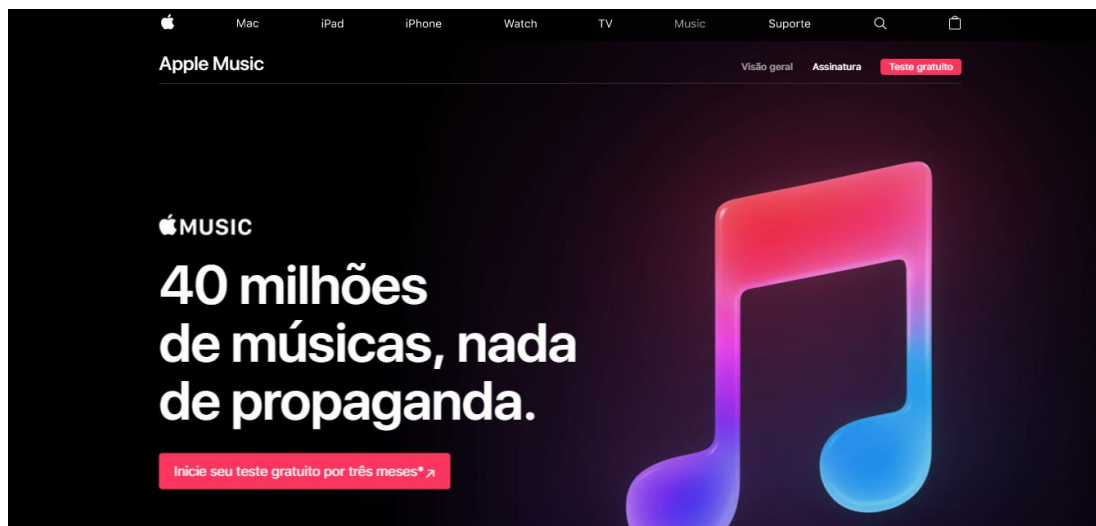 Mac iPad iPhone Watch TV Music Suporte
Apple Music
Visão geral Assinatura Teste gratuito
MUSIC
40 milhões
de músicas, nada
de propaganda.
Inicie seu teste gratuito por três meses*↗